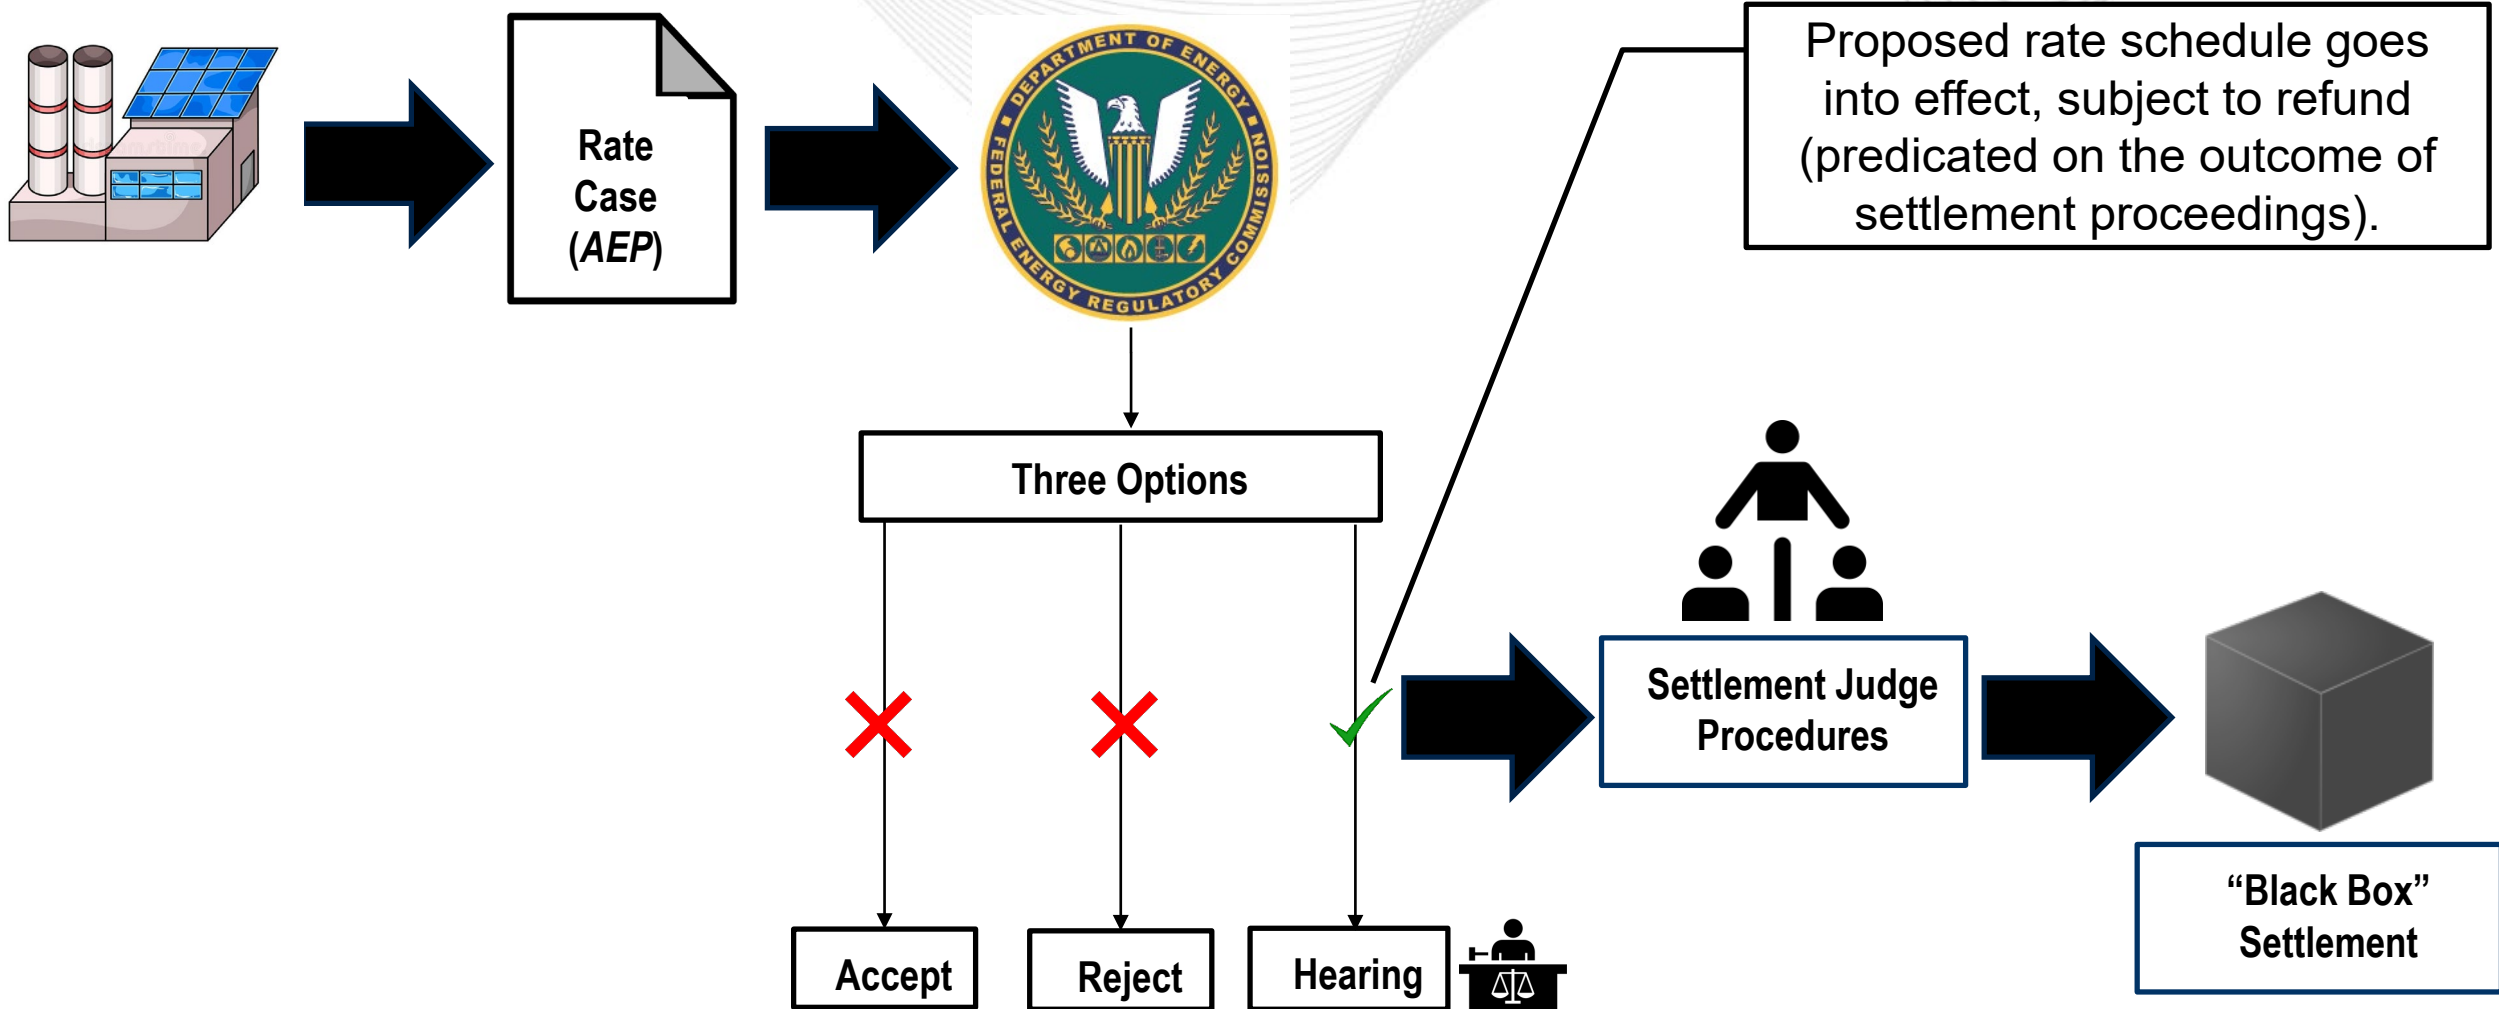 Rate
Case
(AEP)
DEPARTMENT OF ENERGY
FEDERAL ENERGY REGULATORY COMMISSION
Proposed rate schedule goes
into effect, subject to refund
(predicated on the outcome of
settlement proceedings).
Three Options
Settlement Judge
Procedures
“Black Box”
Settlement
Accept
Reject
Hearing